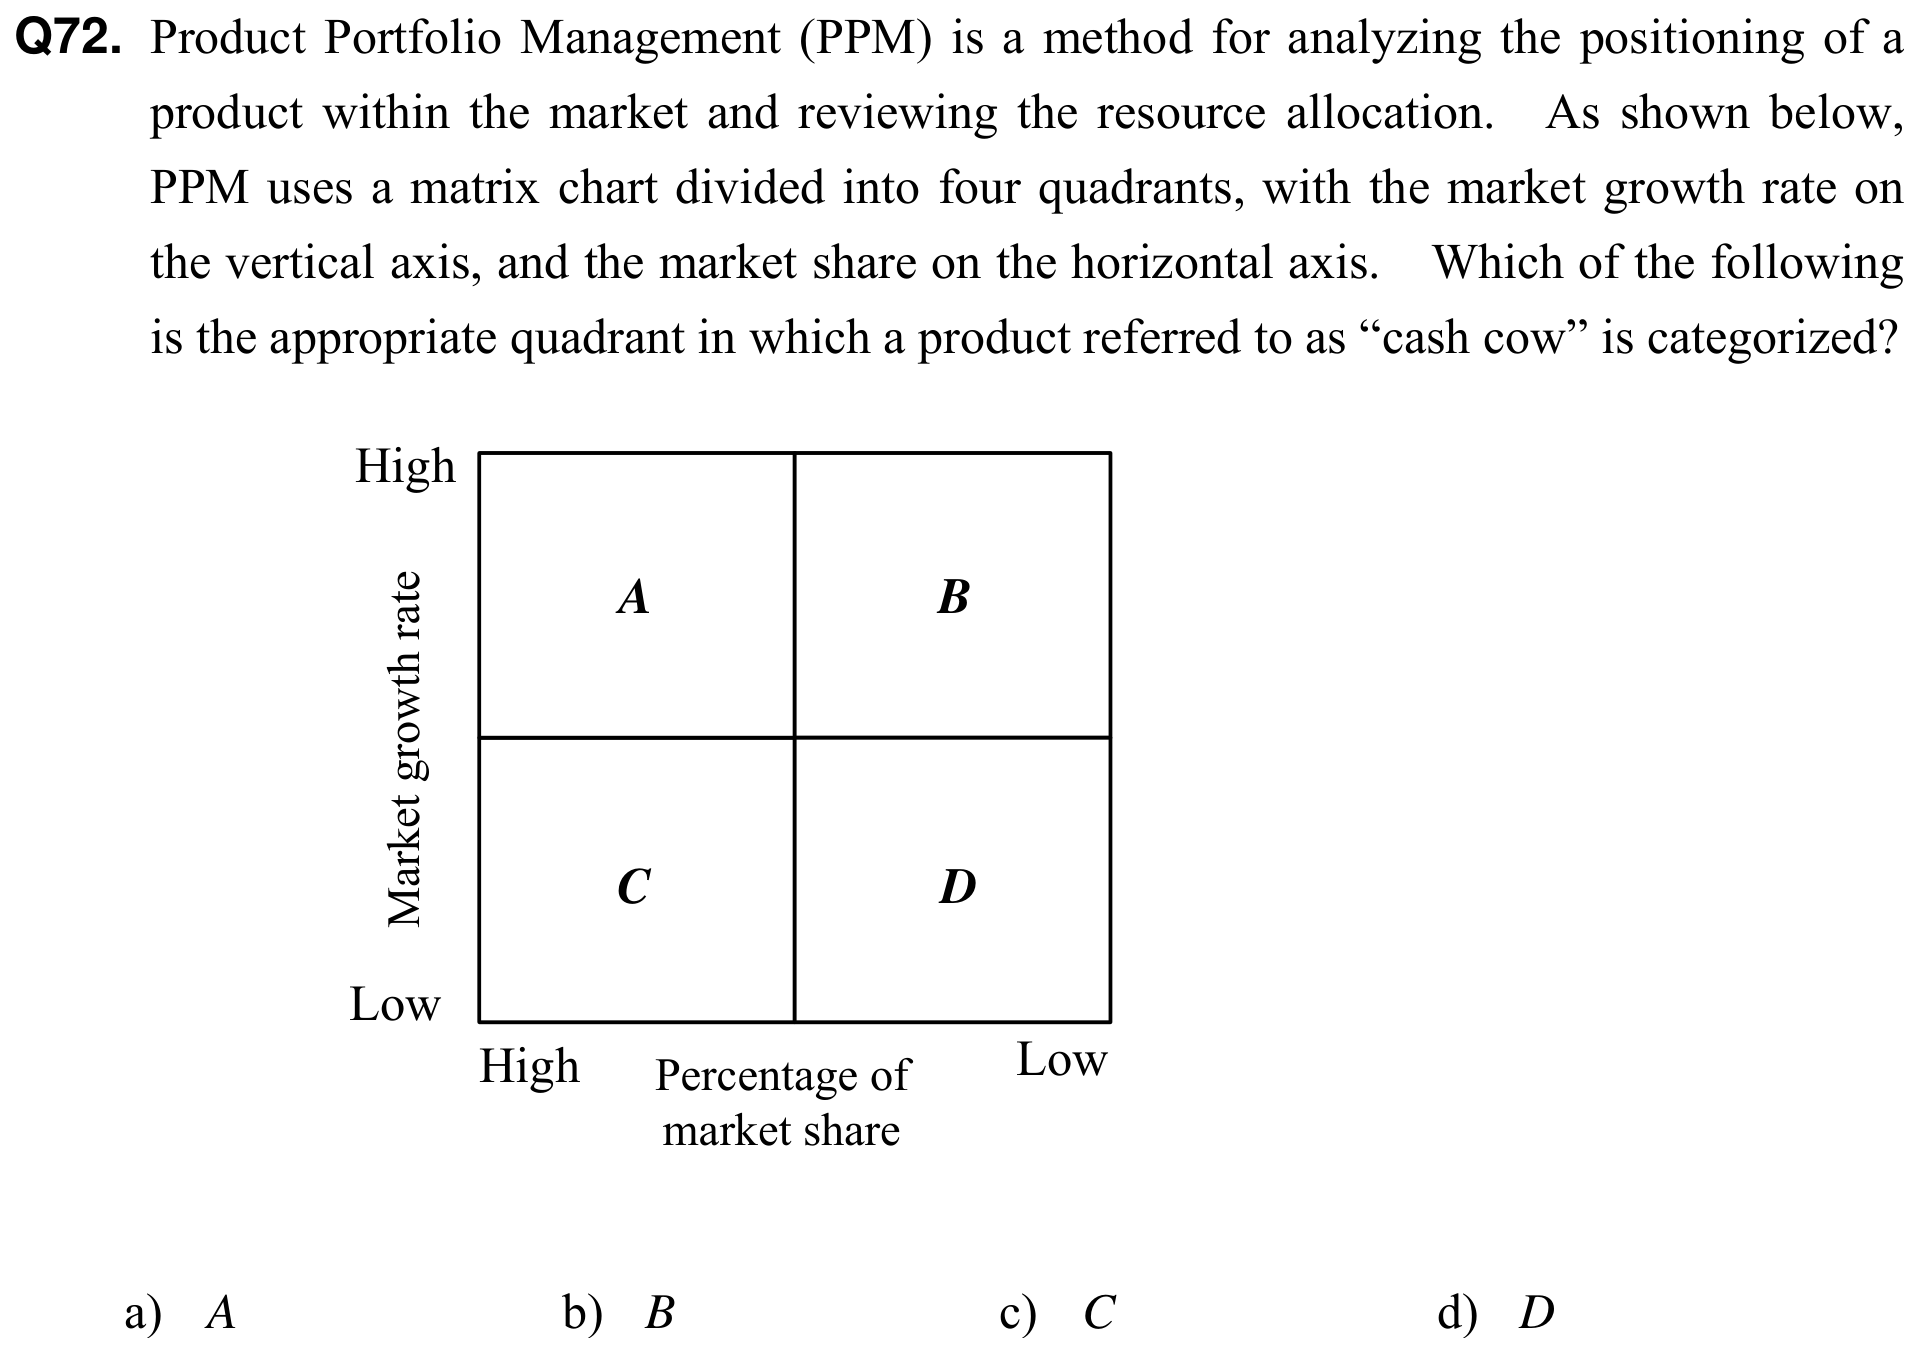 Q72. Product Portfolio Management (PPM) is a method for analyzing the positioning of a
product within the market and reviewing the resource allocation. As shown below,
PPM uses a matrix chart divided into four quadrants, with the market growth rate on
the vertical axis, and the market share on the horizontal axis. Which of the following
is the appropriate quadrant in which a product referred to as “cash cow” is categorized?
High
Market growth rate
A B
C D
Low
High Percentage of Low
market share
a) A b) B c) C d) D